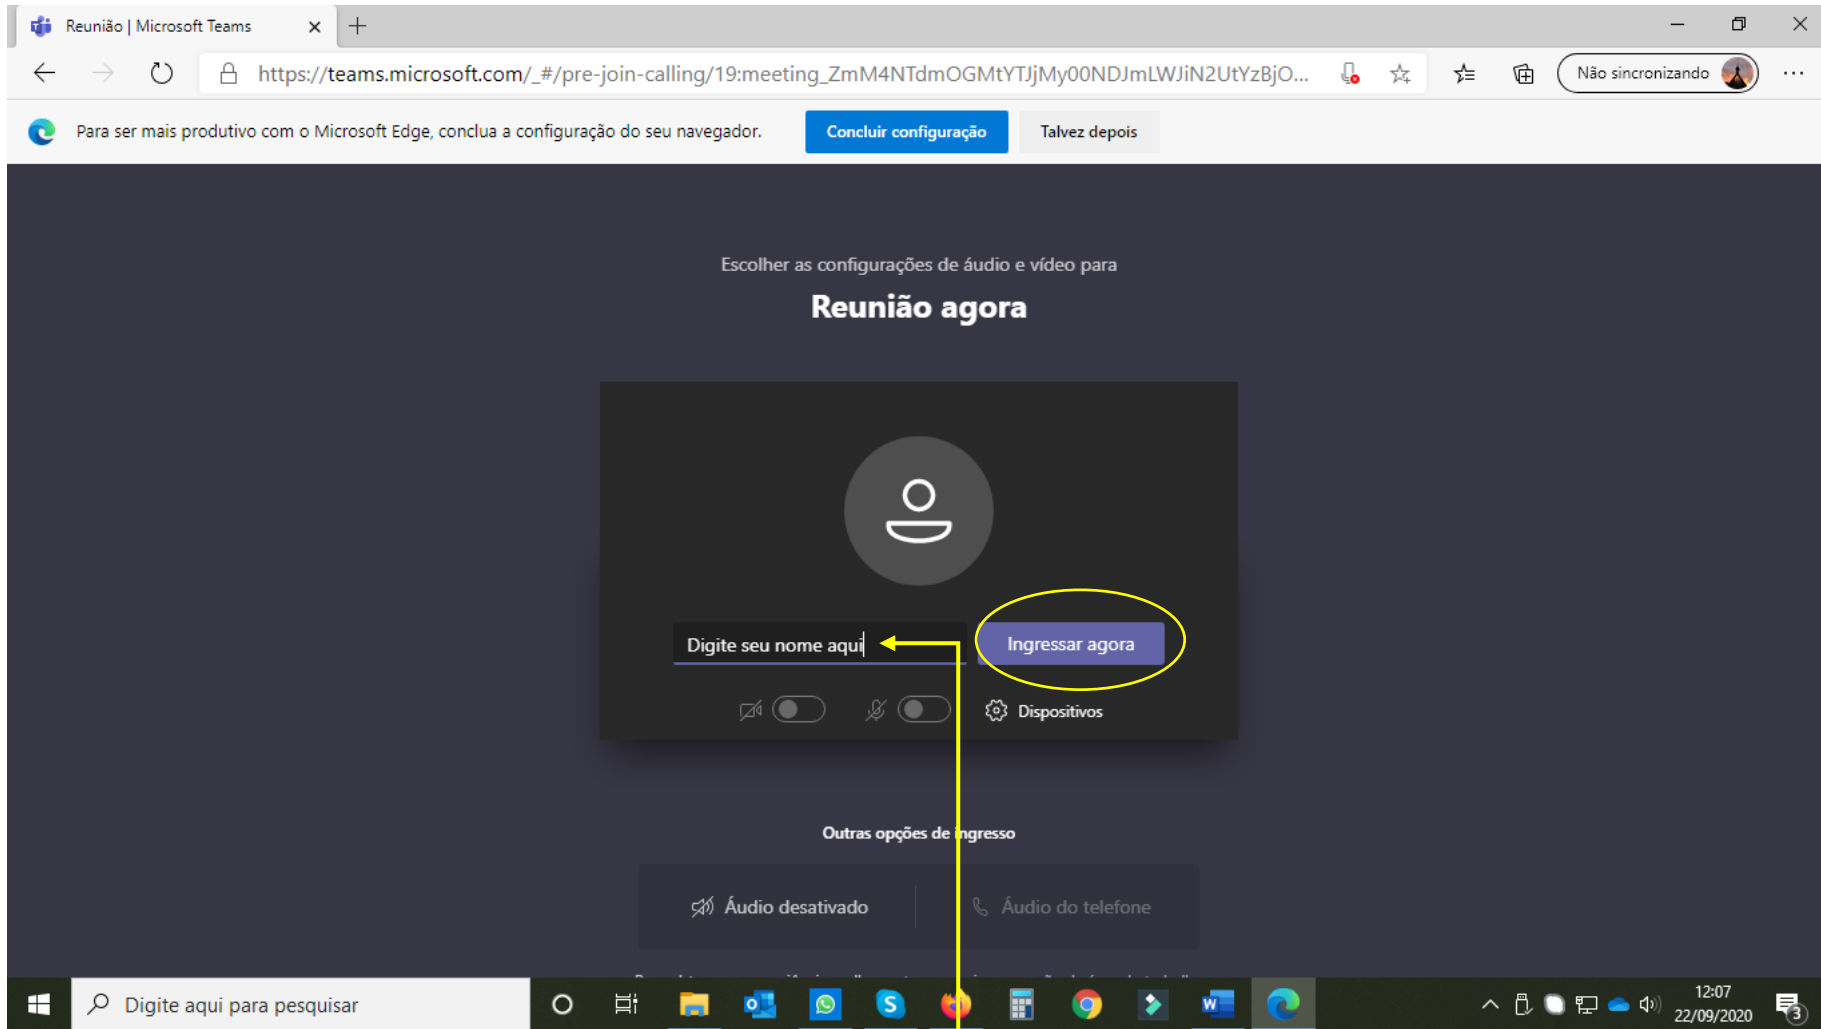 Reunião | Microsoft Teams
https://teams.microsoft.com/_#/pre-join-calling/19:meeting_ZmM4NTdmOGMtYTJjMy00NDJmLWJiN2UtYzBjO...
Não sincronizando
Para ser mais produtivo com o Microsoft Edge, conclua a configuração do seu navegador.
Concluir configuração
Talvez depois
Escolher as configurações de áudio e vídeo para
Reunião agora
Digite seu nome aqui
Ingressar agora
Dispositivos
Outras opções de ingresso
Áudio desativado
Áudio do telefone
Digite aqui para pesquisar
12:07
22/09/2020
3